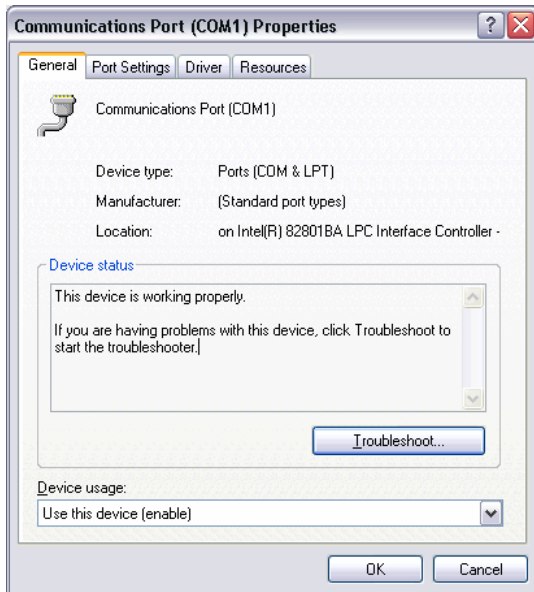 Communications Port (COM1) Properties
?
General Port Settings Driver Resources
Communications Port (COM1)
Device type: Ports (COM & LPT)
Manufacturer: (Standard port types)
Location: on Intel(R) 82801BA LPC Interface Controller -
Device status
This device is working properly.
If you are having problems with this device, click Troubleshoot to
start the troubleshooter.
Troubleshoot...
Device usage:
Use this device (enable)
OK Cancel